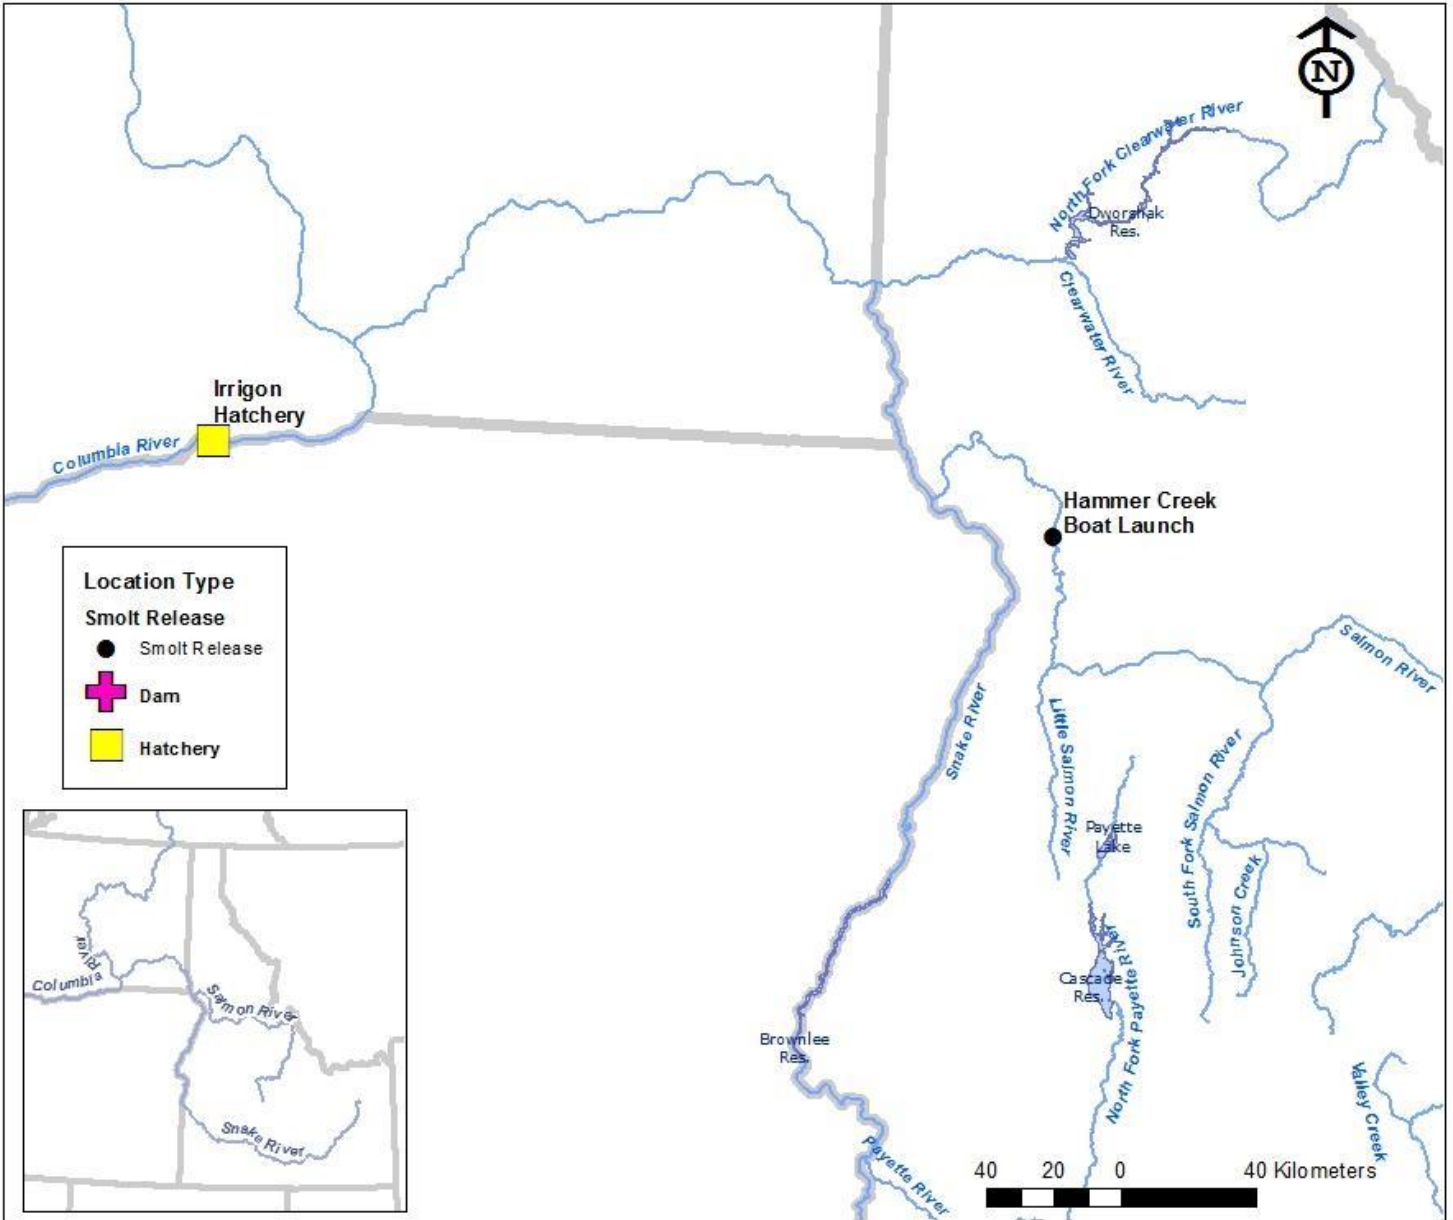 N
North Fork Clearwater River
Dworshak
Res.
Clearwater River
Irrigon
Hatchery
Columbia River
Hammer Creek
Boat Launch
Location Type
Smolt Release
Smolt Release
Dam
Hatchery
Salmon River
Snake River
Little Salmon River
South Fork Salmon River
Payette
Lake
Johnson Creek
Cascade
Res.
North Fork Payette River
Brownlee
Res.
Valley Creek
Payette River
Columbia
River
Salmon River
Snake River
40 20 0 40 Kilometers